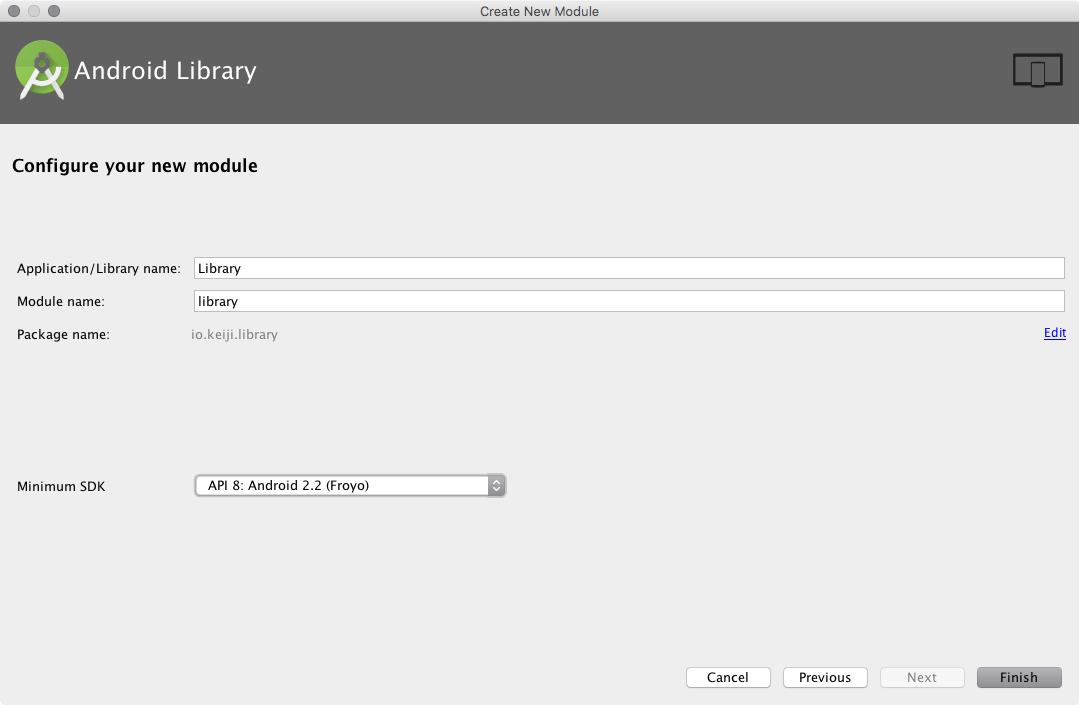 Create New Module
Android Library
Configure your new module
Application/Library name: Library
Module name: library
Package name: io.keiji.library Edit
Minimum SDK API 8: Android 2.2 (Froyo)
Cancel Previous Next Finish